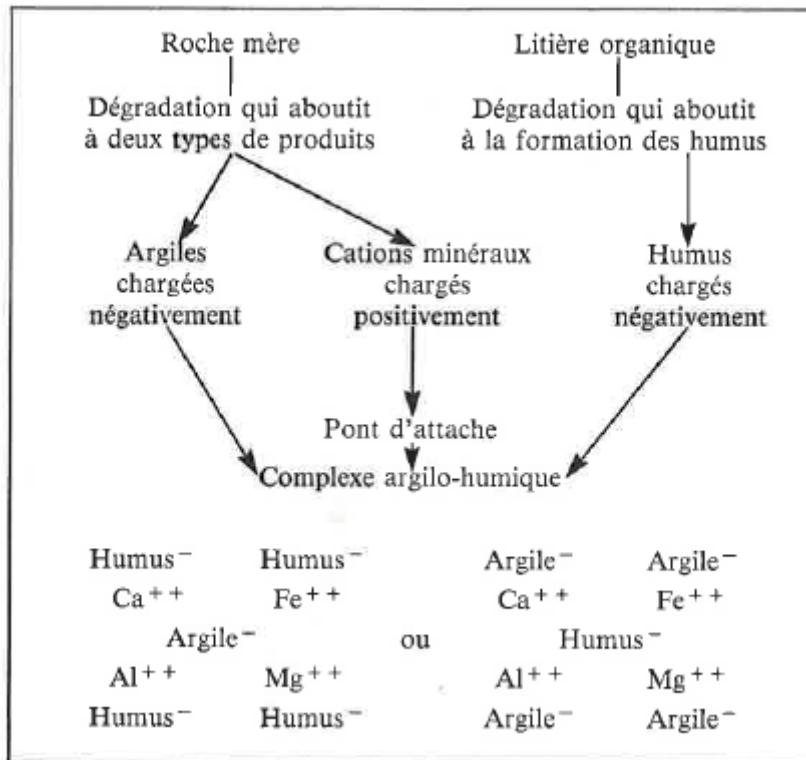 Roche mère
Litière organique
Dégradation qui aboutit
à deux types de produits
Dégradation qui aboutit
à la formation des humus
Argiles
chargées
négativement
Cations minéraux
chargés
positivement
Humus
chargés
négativement
Pont d'attache
Complexe argilo-humique
Humus⁻ Humus⁻ Argile⁻ Argile⁻
Ca⁺⁺ Fe⁺⁺ Ca⁺⁺ Fe⁺⁺
Argile⁻ ou Humus⁻
Al⁺⁺ Mg⁺⁺ Al⁺⁺ Mg⁺⁺
Humus⁻ Humus⁻ Argile⁻ Argile⁻